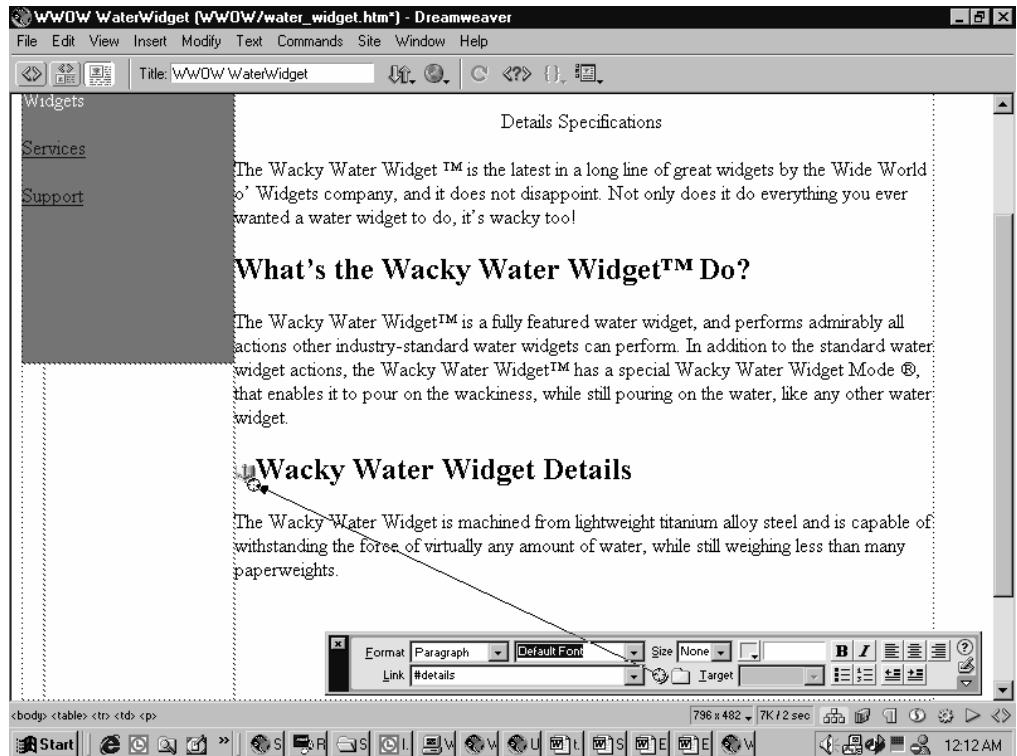 WWOW WaterWidget (WWOW/water_widget.htm*) - Dreamweaver
File Edit View Insert Modify Text Commands Site Window Help
Title: WWOW WaterWidget
Widgets
Services
Support
Details Specifications
The Wacky Water Widget ™ is the latest in a long line of great widgets by the Wide World
o’ Widgets company, and it does not disappoint. Not only does it do everything you ever
wanted a water widget to do, it’s wacky too!
What’s the Wacky Water Widget™ Do?
The Wacky Water Widget™ is a fully featured water widget, and performs admirably all
actions other industry-standard water widgets can perform. In addition to the standard water
widget actions, the Wacky Water Widget™ has a special Wacky Water Widget Mode ®,
that enables it to pour on the wackiness, while still pouring on the water, like any other water
widget.
Wacky Water Widget Details
The Wacky Water Widget is machined from lightweight titanium alloy steel and is capable of
withstanding the force of virtually any amount of water, while still weighing less than many
paperweights.
Format Paragraph Default Font Size None B I
Link #details Target
<body> <table> <tr> <td> <p> 796 x 482 7K / 2 sec
Start » S R S I. W W U t. S E E W 12:12 AM